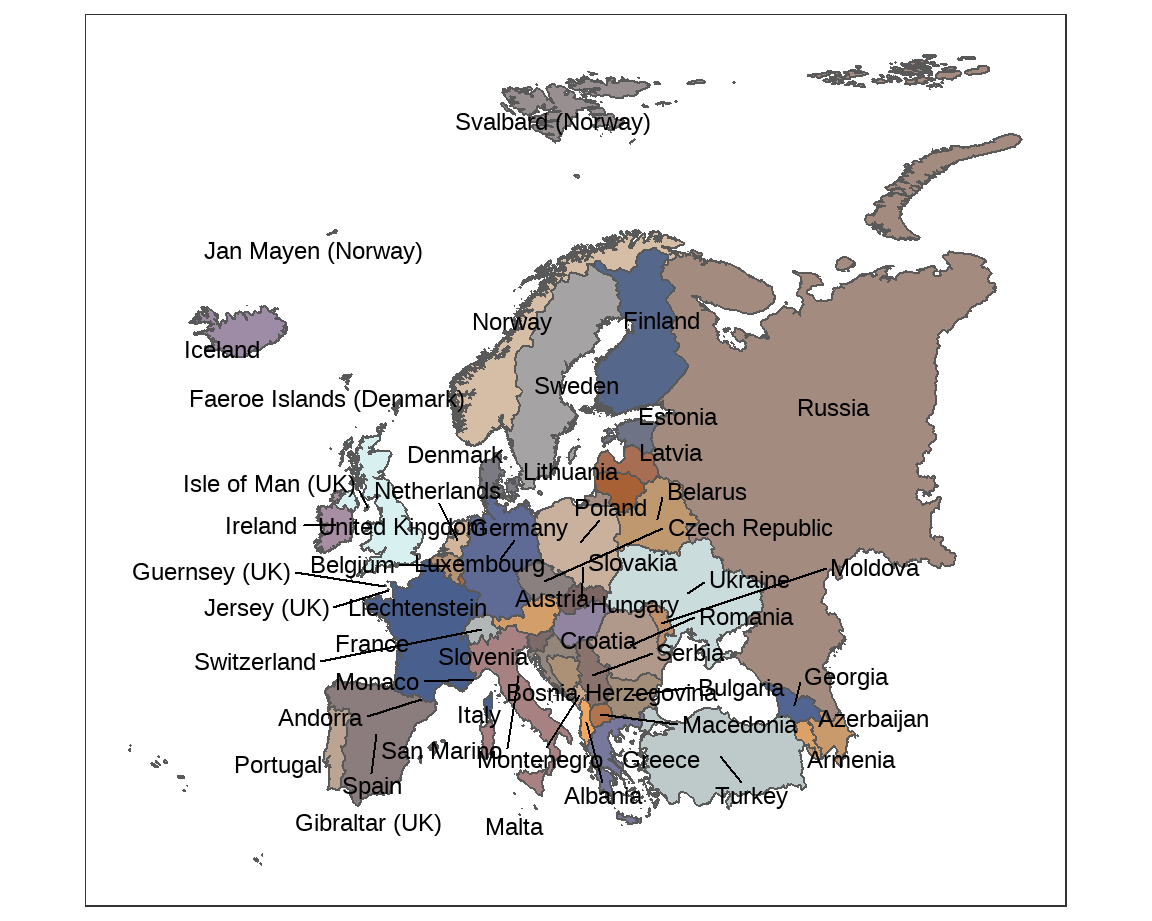 Svalbard (Norway)
Jan Mayen (Norway)
Norway
Finland
Iceland
Sweden
Faeroe Islands (Denmark)
Russia
Estonia
Denmark
Latvia
Lithuania
Isle of Man (UK)
Netherlands
Belarus
Poland
Ireland
United Kingdom
Germany
Czech Republic
Belgium
Luxembourg
Slovakia
Moldova
Guernsey (UK)
Ukraine
Jersey (UK)
Liechtenstein
Austria
Hungary
Romania
France
Croatia
Switzerland
Slovenia
Serbia
Monaco
Bosnia Herzegovina
Bulgaria
Georgia
Andorra
Italy
Macedonia
Azerbaijan
San Marino
Portugal
Montenegro
Greece
Armenia
Spain
Albania
Turkey
Gibraltar (UK)
Malta